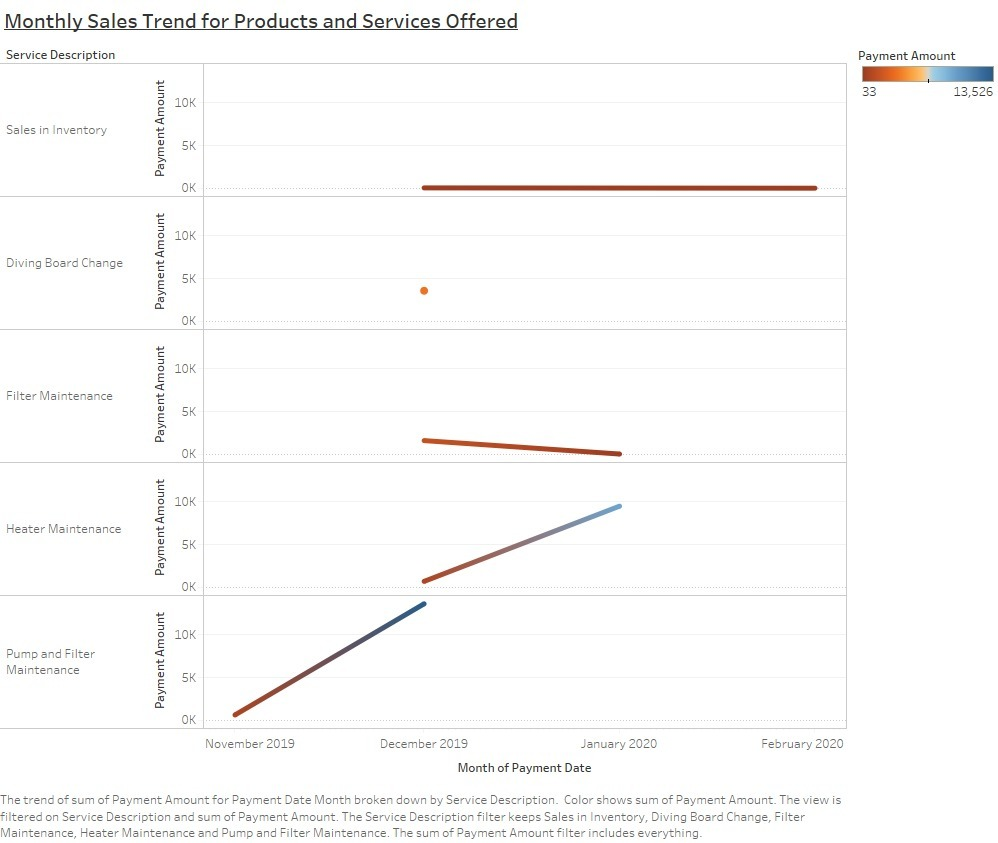 Monthly Sales Trend for Products and Services Offered
Service Description
Payment Amount
33 13,526
Sales in Inventory
Payment Amount
10K
5K
0K
Diving Board Change
Payment Amount
10K
5K
0K
Filter Maintenance
Payment Amount
10K
5K
0K
Heater Maintenance
Payment Amount
10K
5K
0K
Pump and Filter
Maintenance
Payment Amount
10K
5K
0K
November 2019 December 2019 January 2020 February 2020
Month of Payment Date
The trend of sum of Payment Amount for Payment Date Month broken down by Service Description. Color shows sum of Payment Amount. The view is
filtered on Service Description and sum of Payment Amount. The Service Description filter keeps Sales in Inventory, Diving Board Change, Filter
Maintenance, Heater Maintenance and Pump and Filter Maintenance. The sum of Payment Amount filter includes everything.